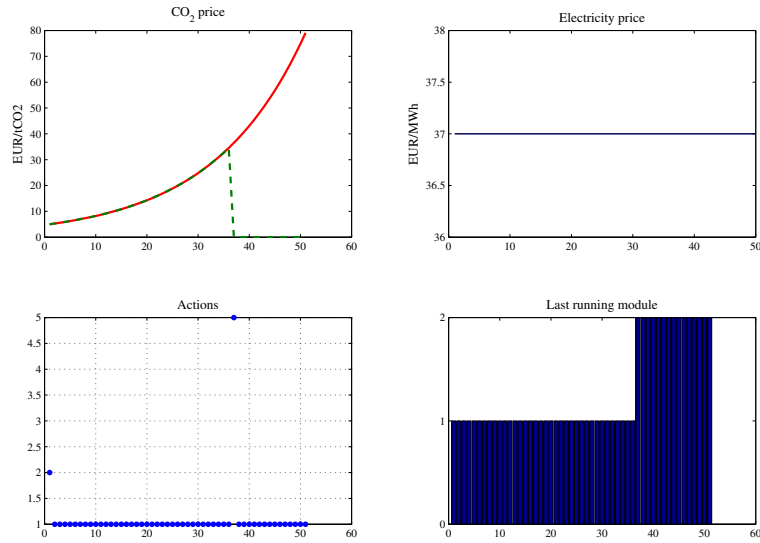 CO2 price
80
70
60
50
40
30
20
10
0
EUR/tCO2
0 10 20 30 40 50 60
Electricity price
38
37.5
37
36.5
36
EUR/MWh
0 10 20 30 40 50
Actions
5
4.5
4
3.5
3
2.5
2
1.5
1
0 10 20 30 40 50 60
Last running module
2
1
0
0 10 20 30 40 50 60